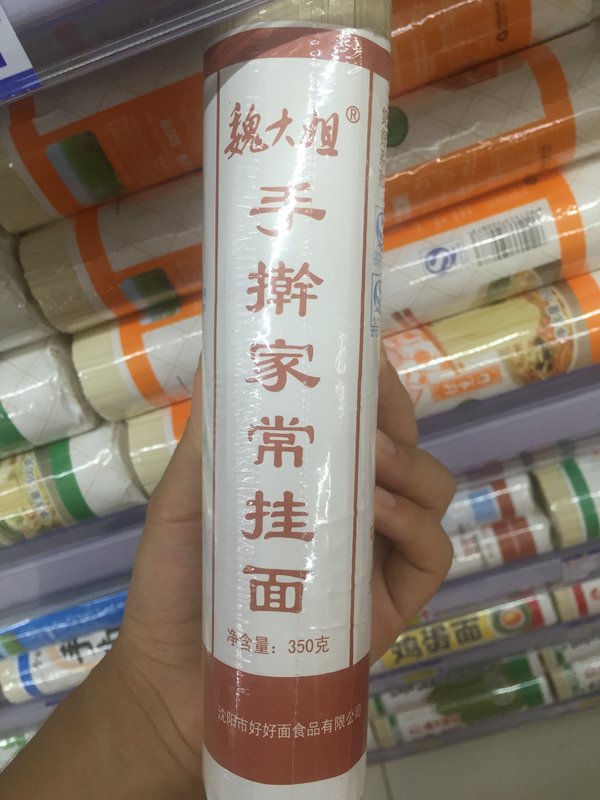 魏大姐®
手擀家常挂面
净含量：350克
沈阳市好好面食品有限公司
鸡蛋面